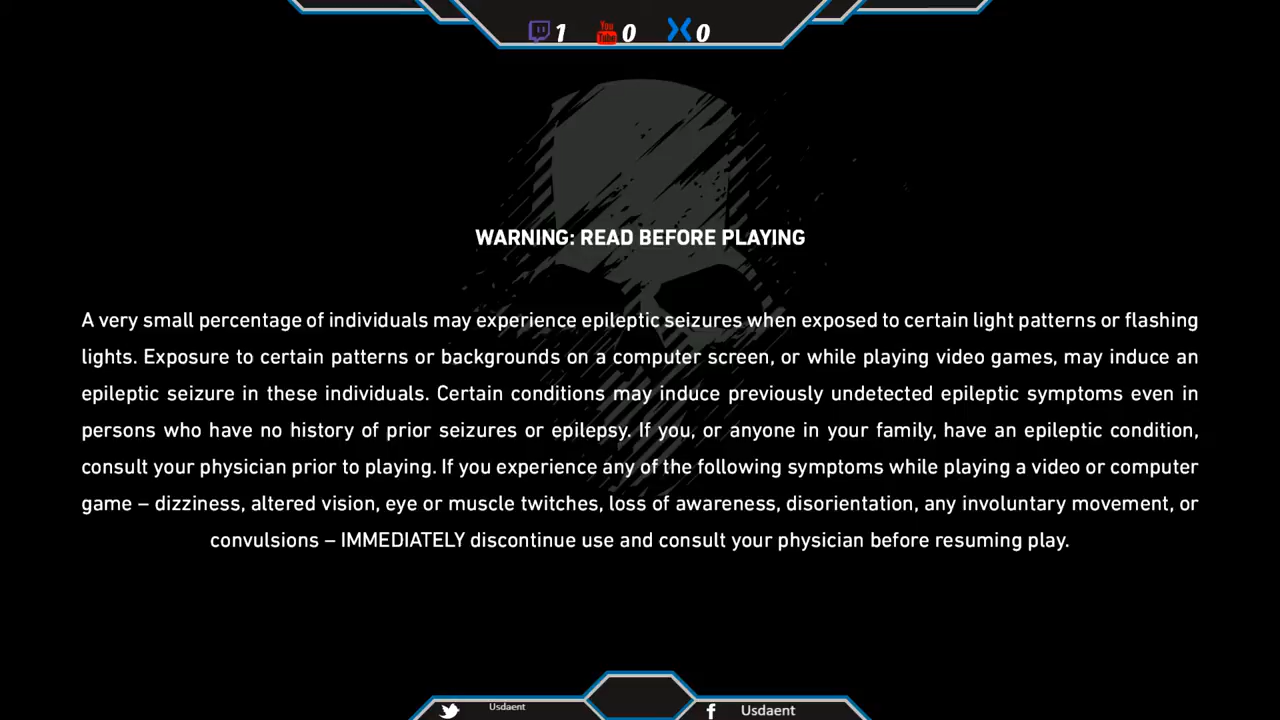 1 You Tube 0 0
WARNING: READ BEFORE PLAYING
A very small percentage of individuals may experience epileptic seizures when exposed to certain light patterns or flashing
lights. Exposure to certain patterns or backgrounds on a computer screen, or while playing video games, may induce an
epileptic seizure in these individuals. Certain conditions may induce previously undetected epileptic symptoms even in
persons who have no history of prior seizures or epilepsy. If you, or anyone in your family, have an epileptic condition,
consult your physician prior to playing. If you experience any of the following symptoms while playing a video or computer
game – dizziness, altered vision, eye or muscle twitches, loss of awareness, disorientation, any involuntary movement, or
convulsions – IMMEDIATELY discontinue use and consult your physician before resuming play.
Usdaent Usdaent